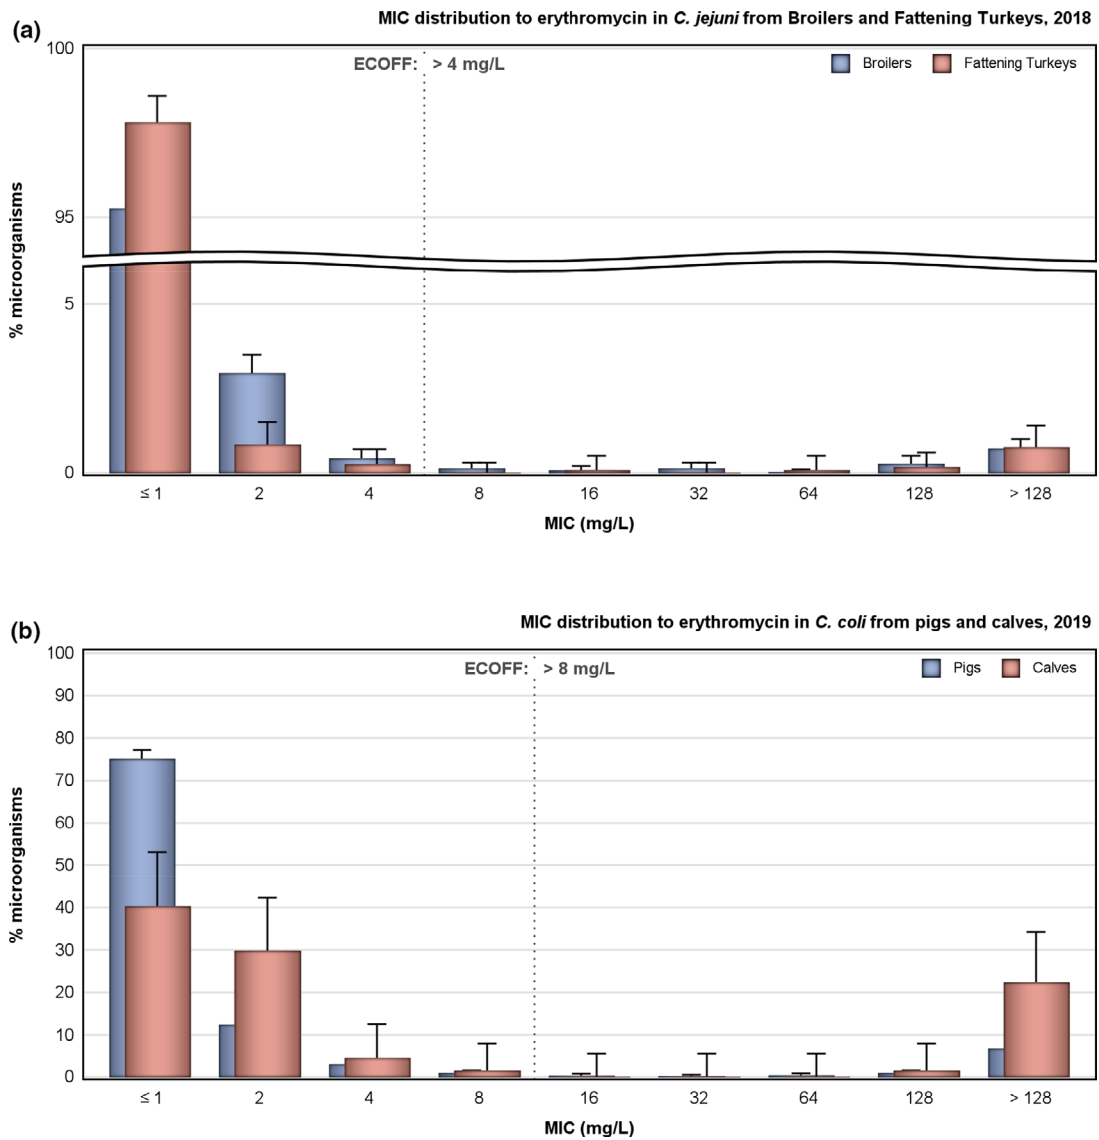 (a)
MIC distribution to erythromycin in C. jejuni from Broilers and Fattening Turkeys, 2018
ECOFF: > 4 mg/L
Broilers Fattening Turkeys
% microorganisms
100
95
5
0
≤ 1 2 4 8 16 32 64 128 > 128
MIC (mg/L)
(b)
MIC distribution to erythromycin in C. coli from pigs and calves, 2019
ECOFF: > 8 mg/L
Pigs Calves
% microorganisms
100
90
80
70
60
50
40
30
20
10
0
≤ 1 2 4 8 16 32 64 128 > 128
MIC (mg/L)